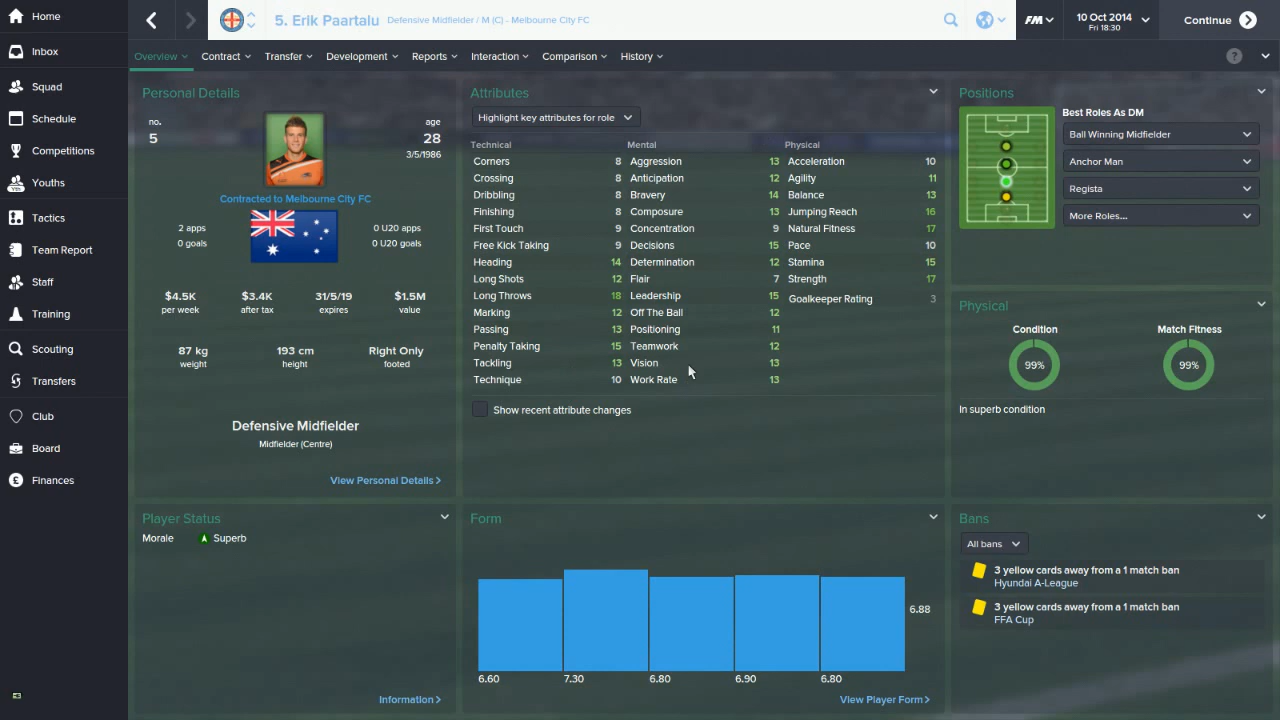 Home
5. Erik Paartalu
Defensive Midfielder / M (C) - Melbourne City FC
FM
10 Oct 2014
Fri 18:30
Continue
Inbox
Squad
Schedule
Competitions
Youths
Tactics
Team Report
Staff
Training
Scouting
Transfers
Club
Board
Finances
Overview
Contract
Transfer
Development
Reports
Interaction
Comparison
History
?
Personal Details
no.
5
age
28
3/5/1986
Contracted to Melbourne City FC
2 apps
0 goals
0 U20 apps
0 U20 goals
$4.5K
per week
$3.4K
after tax
31/5/19
expires
$1.5M
value
87 kg
weight
193 cm
height
Right Only
footed
Defensive Midfielder
Midfielder (Centre)
View Personal Details
Attributes
Highlight key attributes for role
Technical Mental Physical
Corners 8 Aggression 13 Acceleration 10
Crossing 8 Anticipation 12 Agility 11
Dribbling 8 Bravery 14 Balance 13
Finishing 8 Composure 13 Jumping Reach 16
First Touch 9 Concentration 9 Natural Fitness 17
Free Kick Taking 9 Decisions 15 Pace 10
Heading 14 Determination 12 Stamina 15
Long Shots 12 Flair 7 Strength 17
Long Throws 18 Leadership 15 Goalkeeper Rating 3
Marking 12 Off The Ball 12
Passing 13 Positioning 11
Penalty Taking 15 Teamwork 12
Tackling 13 Vision 13
Technique 10 Work Rate 13
Show recent attribute changes
Positions
Best Roles As DM
Ball Winning Midfielder
Anchor Man
Regista
More Roles...
Physical
Condition
99%
Match Fitness
99%
In superb condition
Player Status
Morale Superb
Information
Form
6.88
6.60 7.30 6.80 6.90 6.80
View Player Form
Bans
All bans
3 yellow cards away from a 1 match ban
Hyundai A-League
3 yellow cards away from a 1 match ban
FFA Cup